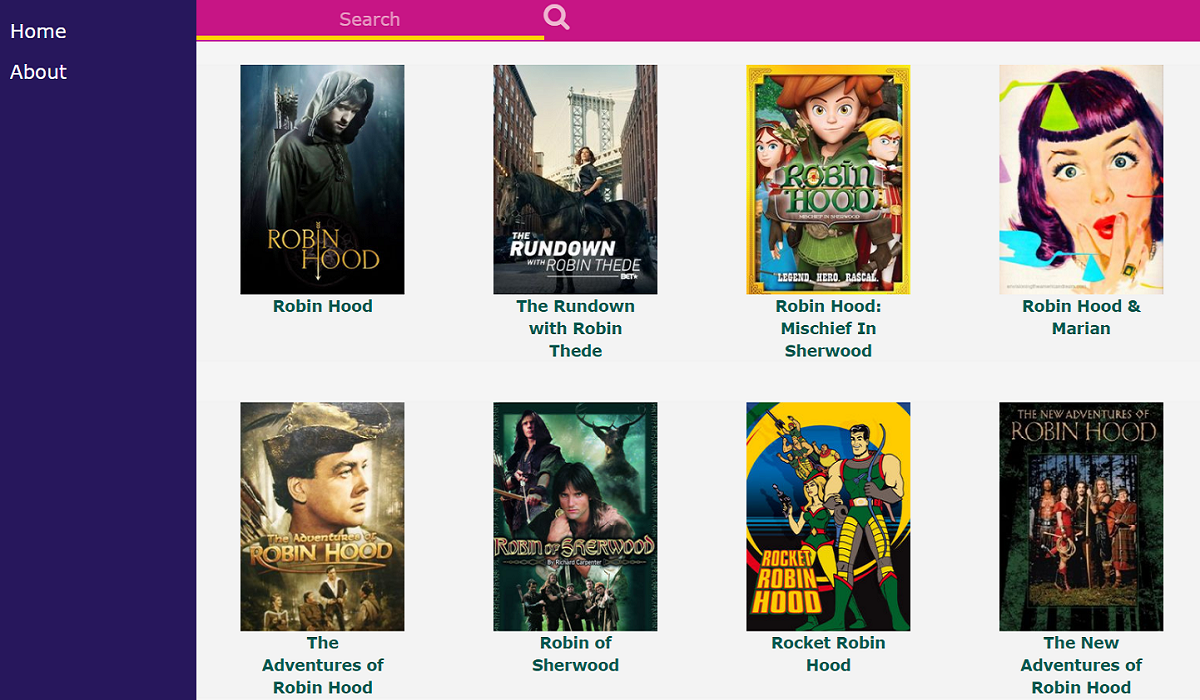 Home
About
Search
ROBIN
HOOD
Robin Hood
THE
RUNDOWN
WITH ROBIN THEDE
BET★
The Rundown
with Robin
Thede
ROBIN
HOOD
MISCHIEF IN SHERWOOD
LEGEND. HERO. RASCAL.
Robin Hood:
Mischief In
Sherwood
Robin Hood &
Marian
The Adventures of
ROBIN HOOD
The
Adventures of
Robin Hood
ROBIN OF SHERWOOD
By Richard Carpenter
Robin of
Sherwood
ROCKET
ROBIN
HOOD
Rocket Robin
Hood
THE NEW ADVENTURES OF
ROBIN HOOD
The New
Adventures of
Robin Hood